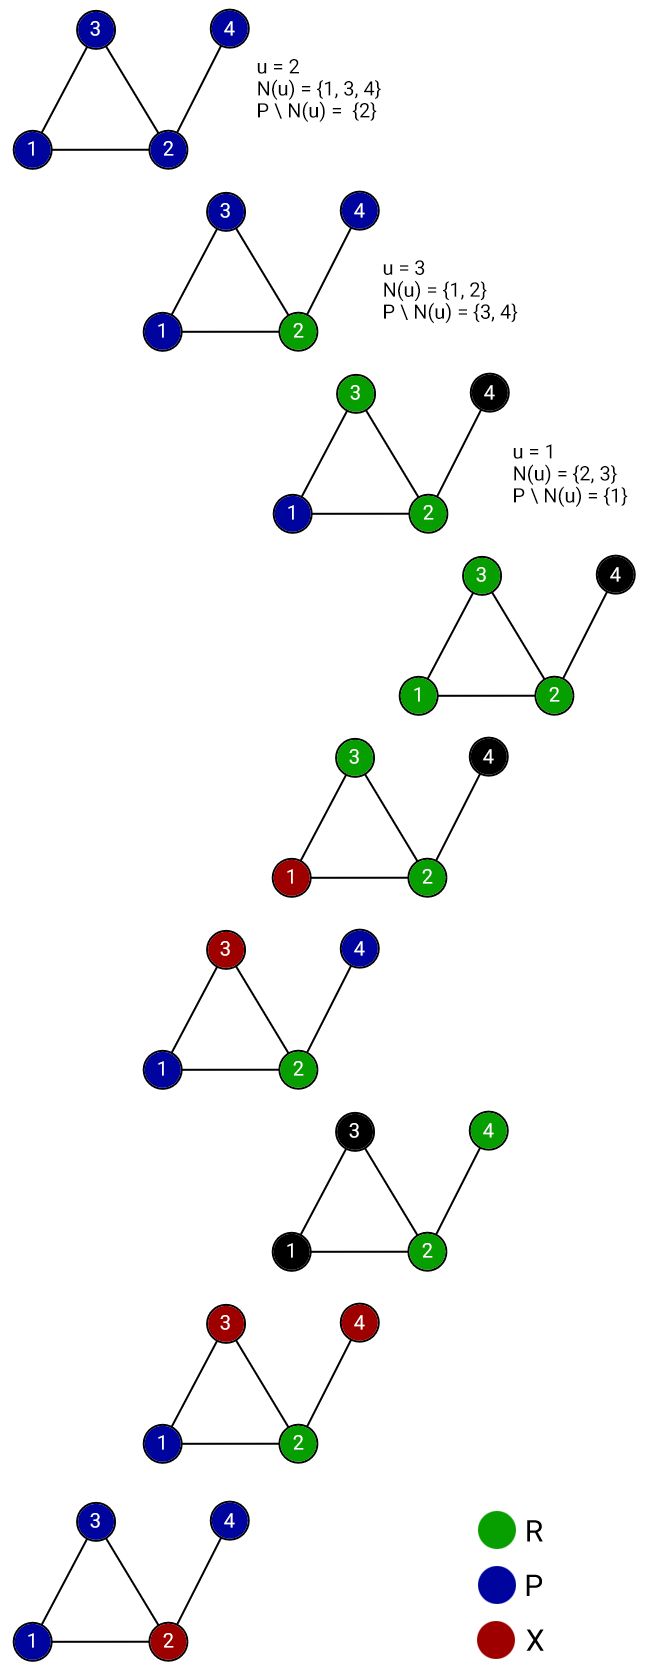 3 4
u = 2
N(u) = {1, 3, 4}
P \ N(u) = {2}
1 2
3 4
u = 3
N(u) = {1, 2}
P \ N(u) = {3, 4}
1 2
3 4
u = 1
N(u) = {2, 3}
P \ N(u) = {1}
1 2
3 4
1 2
3 4
1 2
3 4
1 2
3 4
1 2
3 4
1 2
3 4
1 2
R
P
X